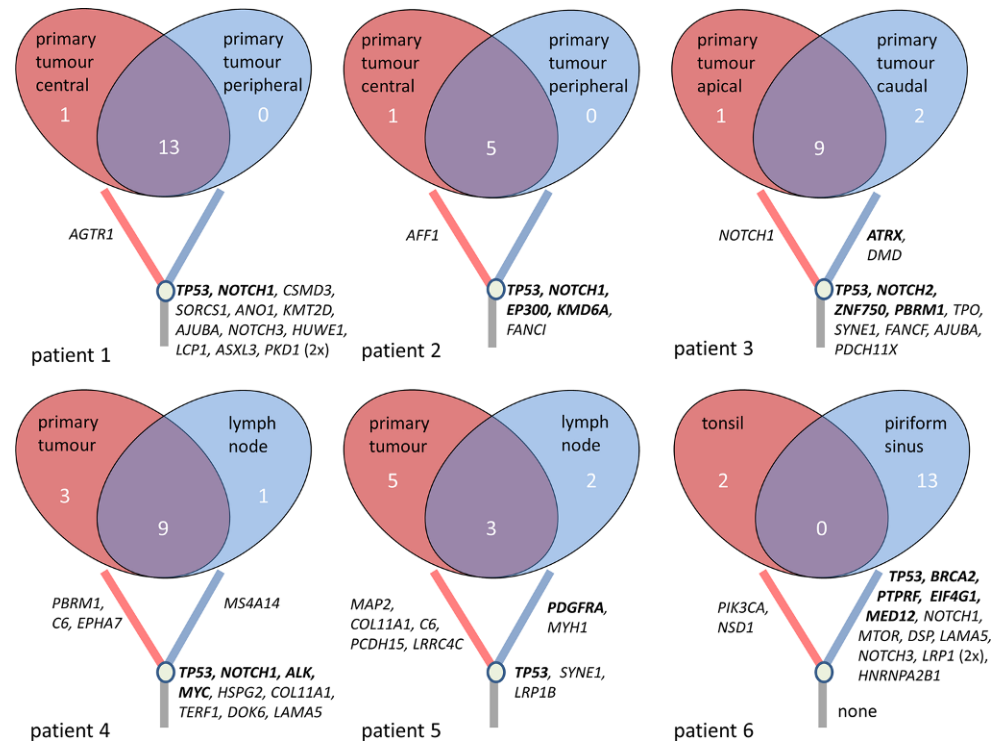 primary
tumour
central
1
primary
tumour
peripheral
0
13
AGTR1
TP53, NOTCH1, CSMD3,
SORCS1, ANO1, KMT2D,
AJUBA, NOTCH3, HUWE1,
LCP1, ASXL3, PKD1 (2x)
patient 1
primary
tumour
central
1
primary
tumour
peripheral
0
5
AFF1
TP53, NOTCH1,
EP300, KMD6A,
FANCI
patient 2
primary
tumour
apical
1
primary
tumour
caudal
2
9
NOTCH1
ATRX,
DMD
TP53, NOTCH2,
ZNF750, PBRM1, TPO,
SYNE1, FANCF, AJUBA,
PDCH11X
patient 3
primary
tumour
3
lymph
node
1
9
PBRM1,
C6, EPHA7
MS4A14
TP53, NOTCH1, ALK,
MYC, HSPG2, COL11A1,
TERF1, DOK6, LAMA5
patient 4
primary
tumour
5
lymph
node
2
3
MAP2,
COL11A1, C6,
PCDH15, LRRC4C
PDGFRA,
MYH1
TP53, SYNE1,
LRP1B
patient 5
tonsil
2
piriform
sinus
13
0
PIK3CA,
NSD1
TP53, BRCA2,
PTPRF, EIF4G1,
MED12, NOTCH1,
MTOR, DSP, LAMA5,
NOTCH3, LRP1 (2x),
HNRNPA2B1
none
patient 6